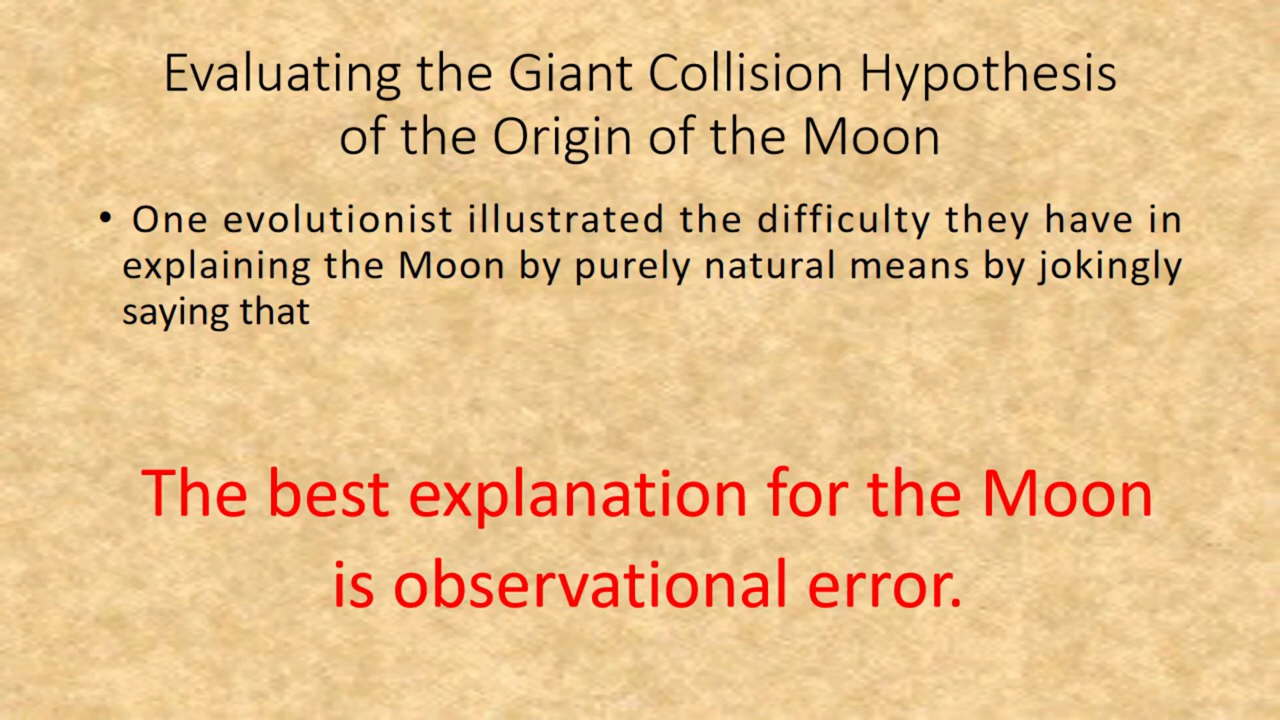 Evaluating the Giant Collision Hypothesis
of the Origin of the Moon
• One evolutionist illustrated the difficulty they have in
explaining the Moon by purely natural means by jokingly
saying that
The best explanation for the Moon
is observational error.